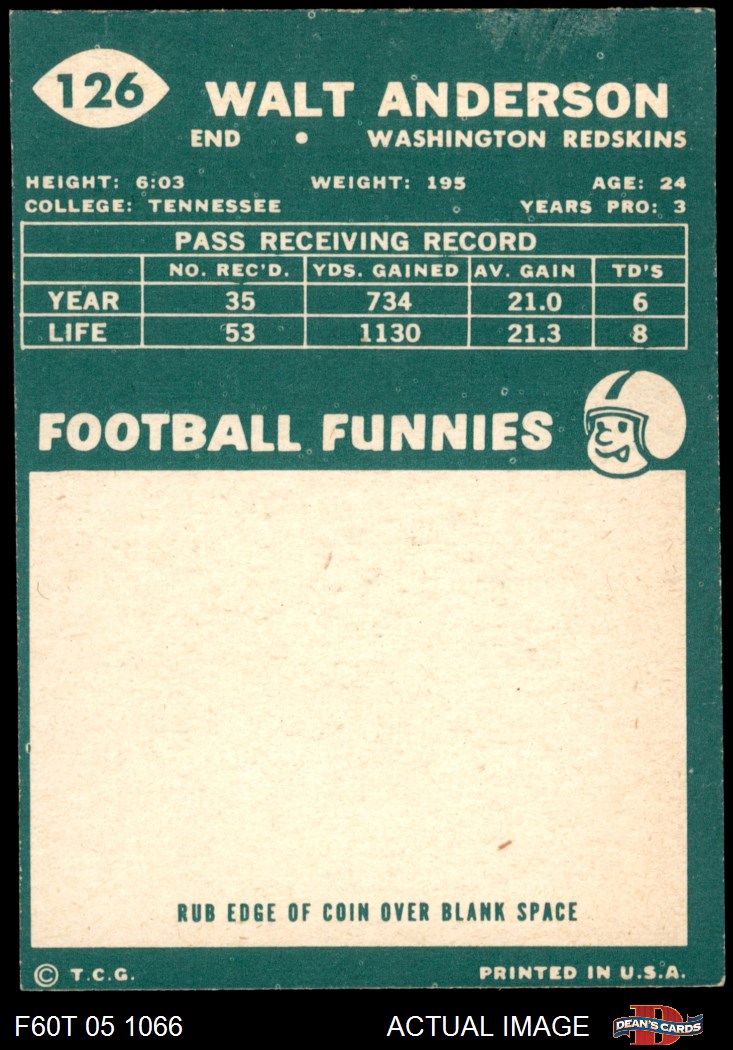 126
WALT ANDERSON
END • WASHINGTON REDSKINS
HEIGHT: 6:03 WEIGHT: 195 AGE: 24
COLLEGE: TENNESSEE YEARS PRO: 3
PASS RECEIVING RECORD
NO. REC'D. YDS. GAINED AV. GAIN TD'S
YEAR 35 734 21.0 6
LIFE 53 1130 21.3 8
FOOTBALL FUNNIES
RUB EDGE OF COIN OVER BLANK SPACE
© T.C.G. PRINTED IN U.S.A.
F60T 05 1066 ACTUAL IMAGE D DEAN'S CARDS